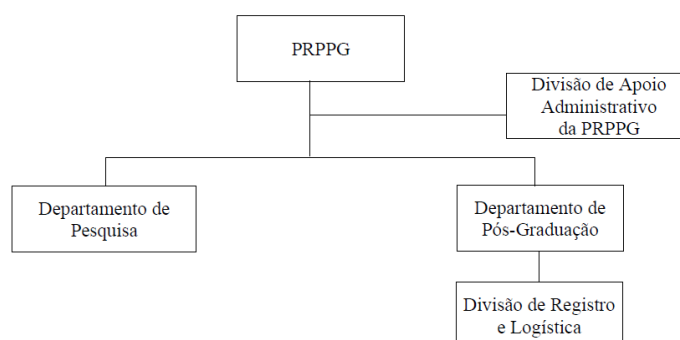 PRPPG
Divisão de Apoio
Administrativo
da PRPPG
Departamento de
Pesquisa
Departamento de
Pós-Graduação
Divisão de Registro
e Logística